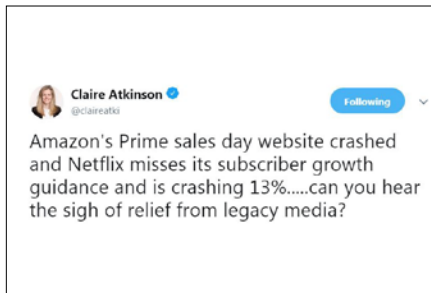 Claire Atkinson
@claireatki
Following
Amazon's Prime sales day website crashed
and Netflix misses its subscriber growth
guidance and is crashing 13%.....can you hear
the sigh of relief from legacy media?